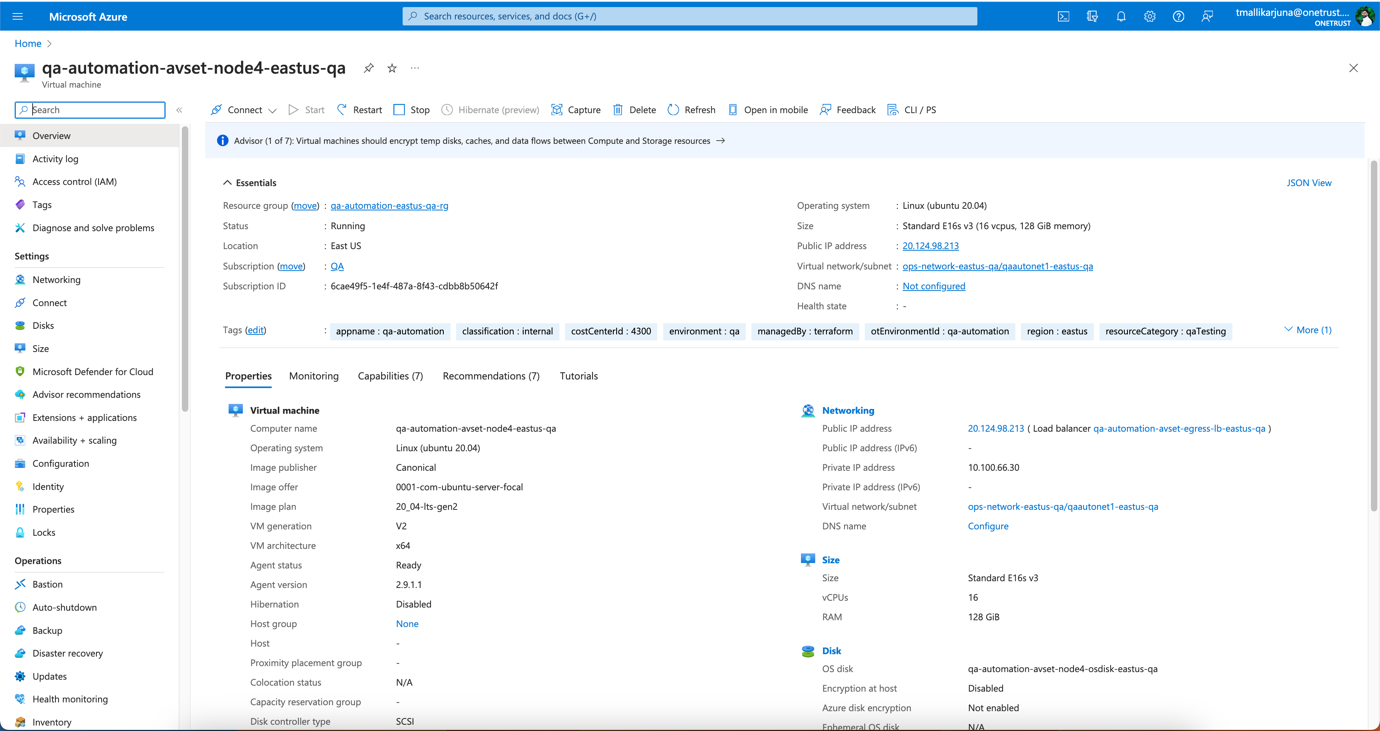 Microsoft Azure
Search resources, services, and docs (G+/)
tmallikarjuna@onetrust....
ONETRUST
Home
qa-automation-avset-node4-eastus-qa
Virtual machine
Search
Overview
Activity log
Access control (IAM)
Tags
Diagnose and solve problems
Settings
Networking
Connect
Disks
Size
Microsoft Defender for Cloud
Advisor recommendations
Extensions + applications
Availability + scaling
Configuration
Identity
Properties
Locks
Operations
Bastion
Auto-shutdown
Backup
Disaster recovery
Updates
Health monitoring
Inventory
Connect Start Restart Stop Hibernate (preview) Capture Delete Refresh Open in mobile Feedback CLI / PS
Advisor (1 of 7): Virtual machines should encrypt temp disks, caches, and data flows between Compute and Storage resources →
Essentials
JSON View
Resource group (move) : qa-automation-eastus-qa-rg
Status : Running
Location : East US
Subscription (move) : QA
Subscription ID : 6cae49f5-1e4f-487a-8f43-cdbb8b50642f
Operating system : Linux (ubuntu 20.04)
Size : Standard E16s v3 (16 vcpus, 128 GiB memory)
Public IP address : 20.124.98.213
Virtual network/subnet : ops-network-eastus-qa/qaautonet1-eastus-qa
DNS name : Not configured
Health state : -
Tags (edit) : appname : qa-automation classification : internal costCenterId : 4300 environment : qa managedBy : terraform otEnvironmentId : qa-automation region : eastus resourceCategory : qaTesting More (1)
Properties Monitoring Capabilities (7) Recommendations (7) Tutorials
Virtual machine
Computer name qa-automation-avset-node4-eastus-qa
Operating system Linux (ubuntu 20.04)
Image publisher Canonical
Image offer 0001-com-ubuntu-server-focal
Image plan 20_04-lts-gen2
VM generation V2
VM architecture x64
Agent status Ready
Agent version 2.9.1.1
Hibernation Disabled
Host group None
Host -
Proximity placement group -
Colocation status N/A
Capacity reservation group -
Disk controller type SCSI
Networking
Public IP address 20.124.98.213 ( Load balancer qa-automation-avset-egress-lb-eastus-qa )
Public IP address (IPv6) -
Private IP address 10.100.66.30
Private IP address (IPv6) -
Virtual network/subnet ops-network-eastus-qa/qaautonet1-eastus-qa
DNS name Configure
Size
Size Standard E16s v3
vCPUs 16
RAM 128 GiB
Disk
OS disk qa-automation-avset-node4-osdisk-eastus-qa
Encryption at host Disabled
Azure disk encryption Not enabled
Ephemeral OS disk N/A